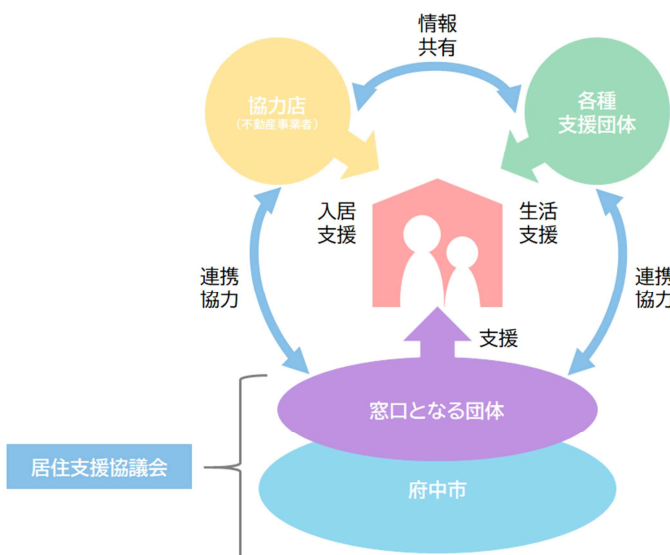 情報
共有
協力店
（不動産事業者）
各種
支援団体
入居
支援
生活
支援
連携
協力
連携
協力
支援
窓口となる団体
居住支援協議会
府中市